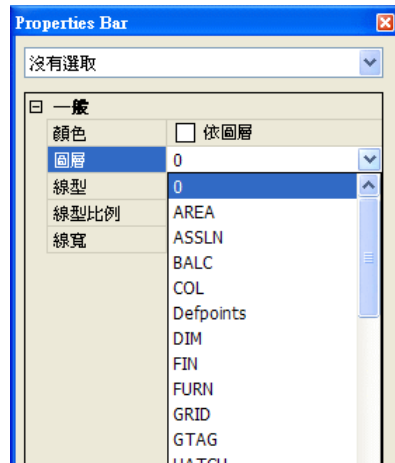 Properties Bar
沒有選取
一般
顏色 依圖層
圖層 0
線型 0
線型比例 AREA
線寬 ASSLN
BALC
COL
Defpoints
DIM
FIN
FURN
GRID
GTAG
HATCH